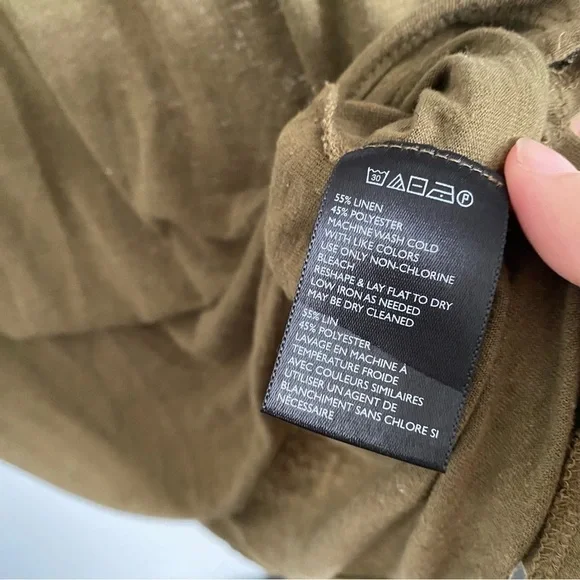 30 P
55% LINEN
45% POLYESTER
MACHINE WASH COLD
WITH LIKE COLORS
USE ONLY NON-CHLORINE
BLEACH
RESHAPE & LAY FLAT TO DRY
LOW IRON AS NEEDED
MAY BE DRY CLEANED
55% LIN
45% POLYESTER
LAVAGE EN MACHINE À
TEMPÉRATURE FROIDE
AVEC COULEURS SIMILAIRES
UTILISER UN AGENT DE
BLANCHIMENT SANS CHLORE SI
NÉCESSAIRE